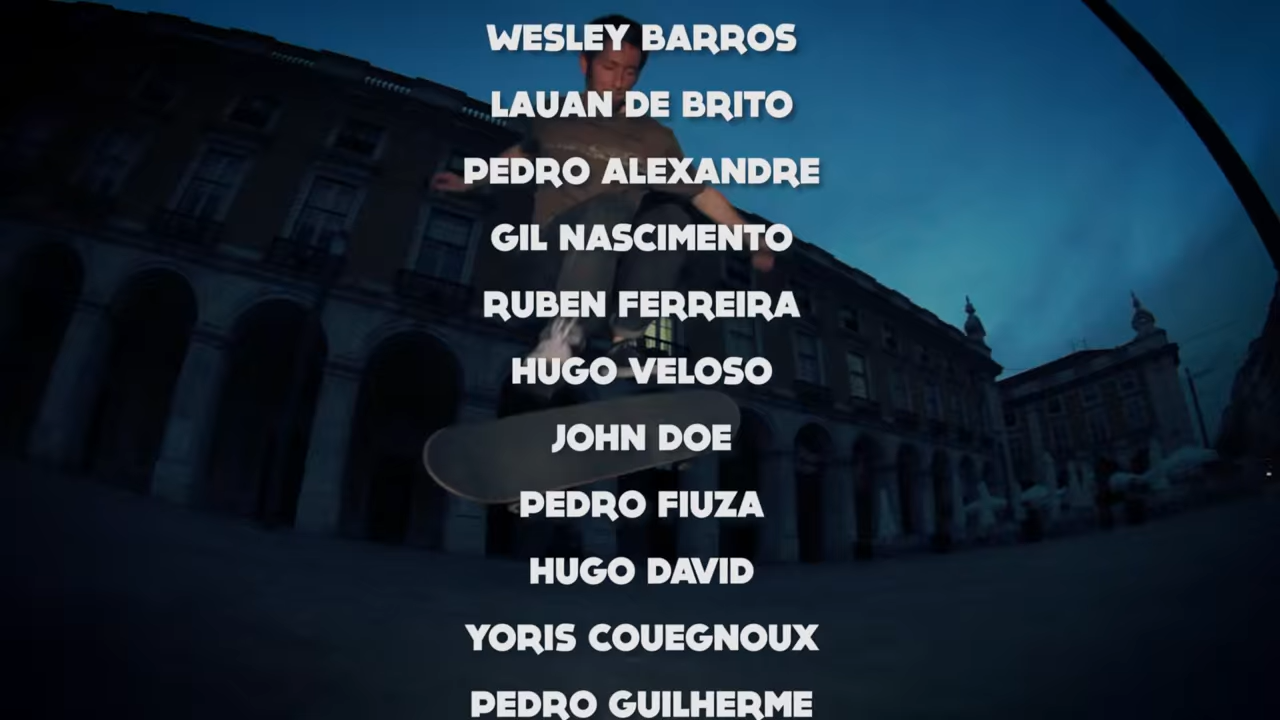 WESLEY BARROS
LAUAN DE BRITO
PEDRO ALEXANDRE
GIL NASCIMENTO
RUBEN FERREIRA
HUGO VELOSO
JOHN DOE
PEDRO FIUZA
HUGO DAVID
YORIS COUEGNOUX
PEDRO GUILHERME